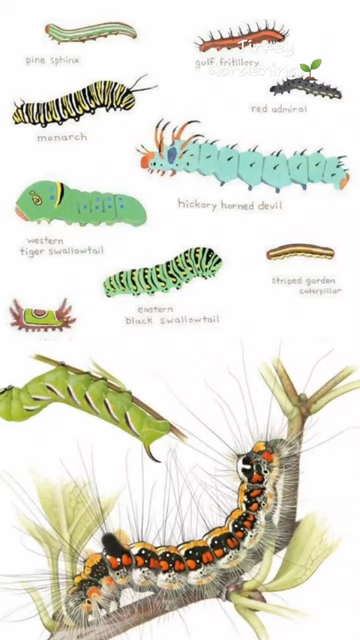 pine sphinx
gulf fritillary
red admiral
monarch
hickory horned devil
western
tiger swallowtail
striped garden
caterpillar
eastern
black swallowtail